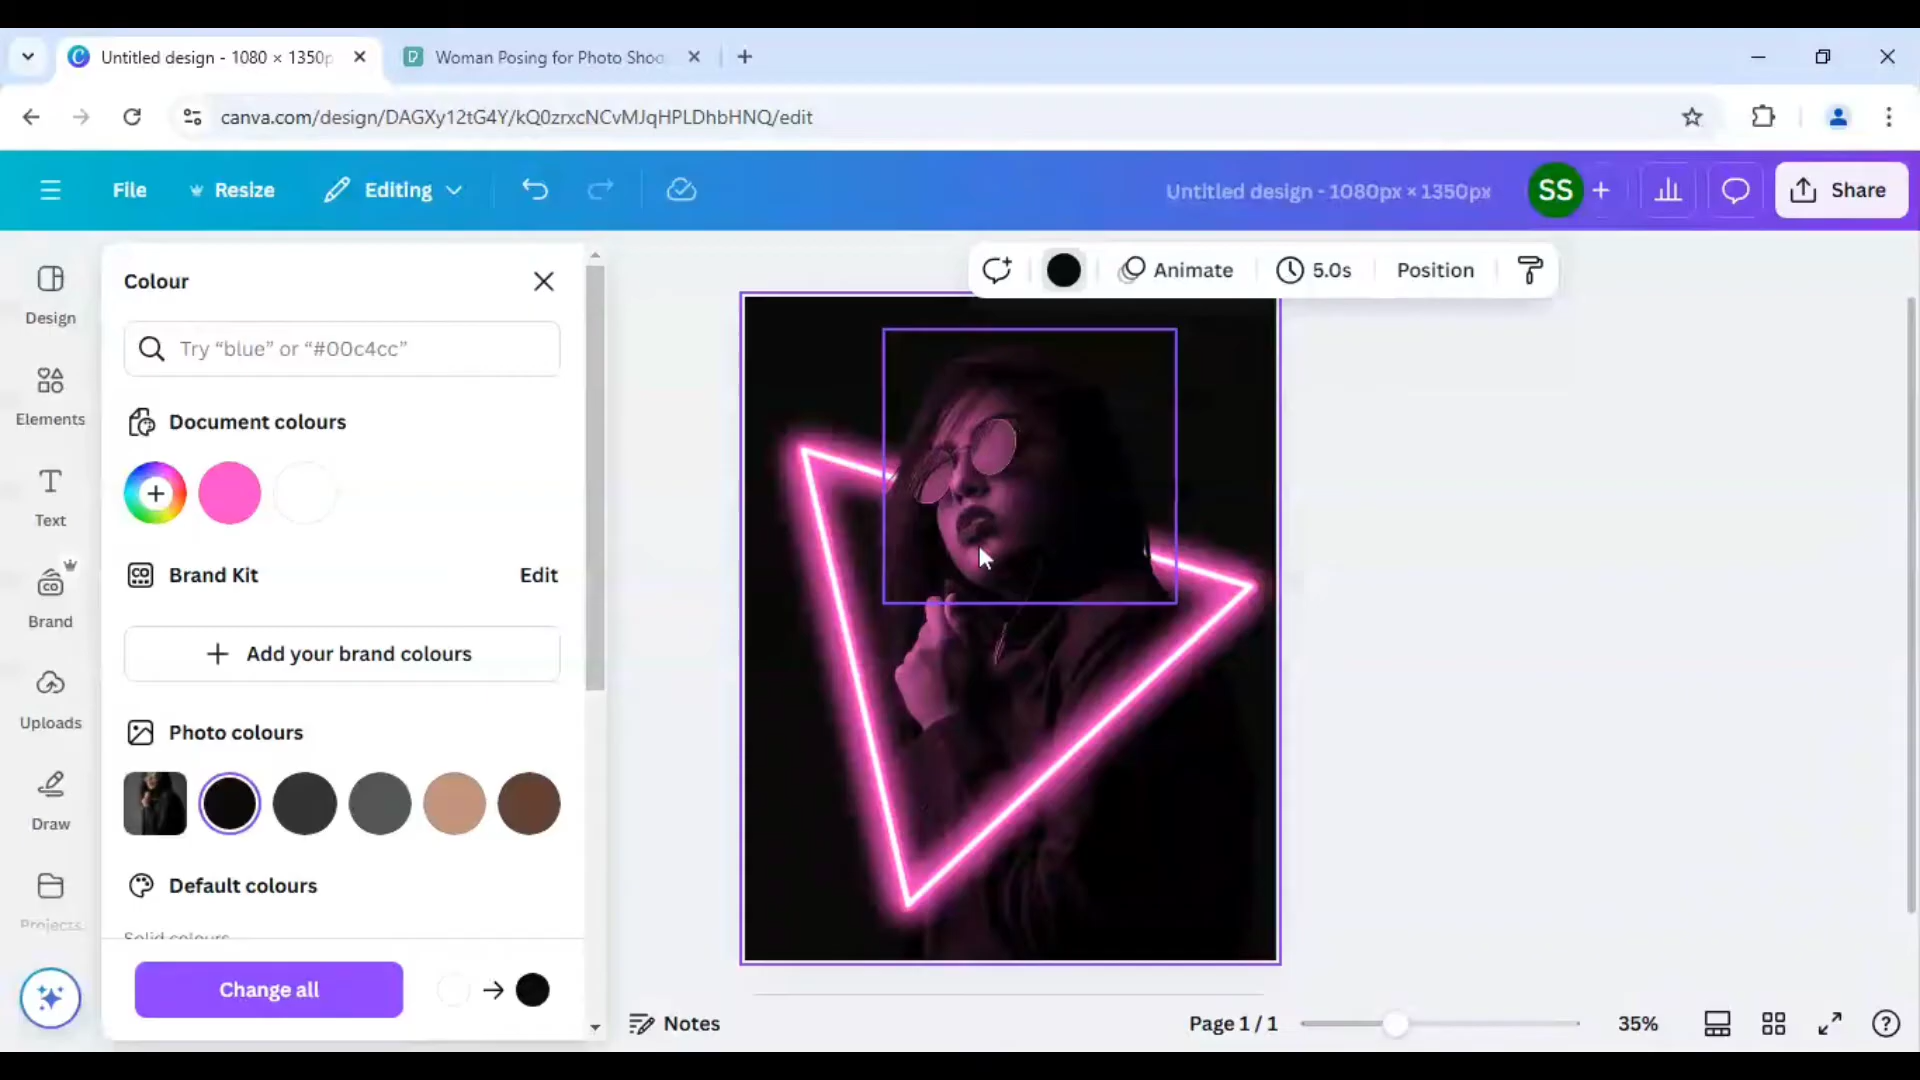 Untitled design - 1080 × 1350p
Woman Posing for Photo Shoo
canva.com/design/DAGXy12tG4Y/kQ0zrxcNCvMJqHPLDhbHNQ/edit
File
Resize
Editing
Untitled design - 1080px × 1350px
SS
Share
Design
Elements
Text
Brand
Uploads
Draw
Projects
Colour
Try “blue” or “#00c4cc”
Document colours
Brand Kit
Edit
Add your brand colours
Photo colours
Default colours
Solid colours
Change all
Animate
5.0s
Position
Notes
Page 1 / 1
35%